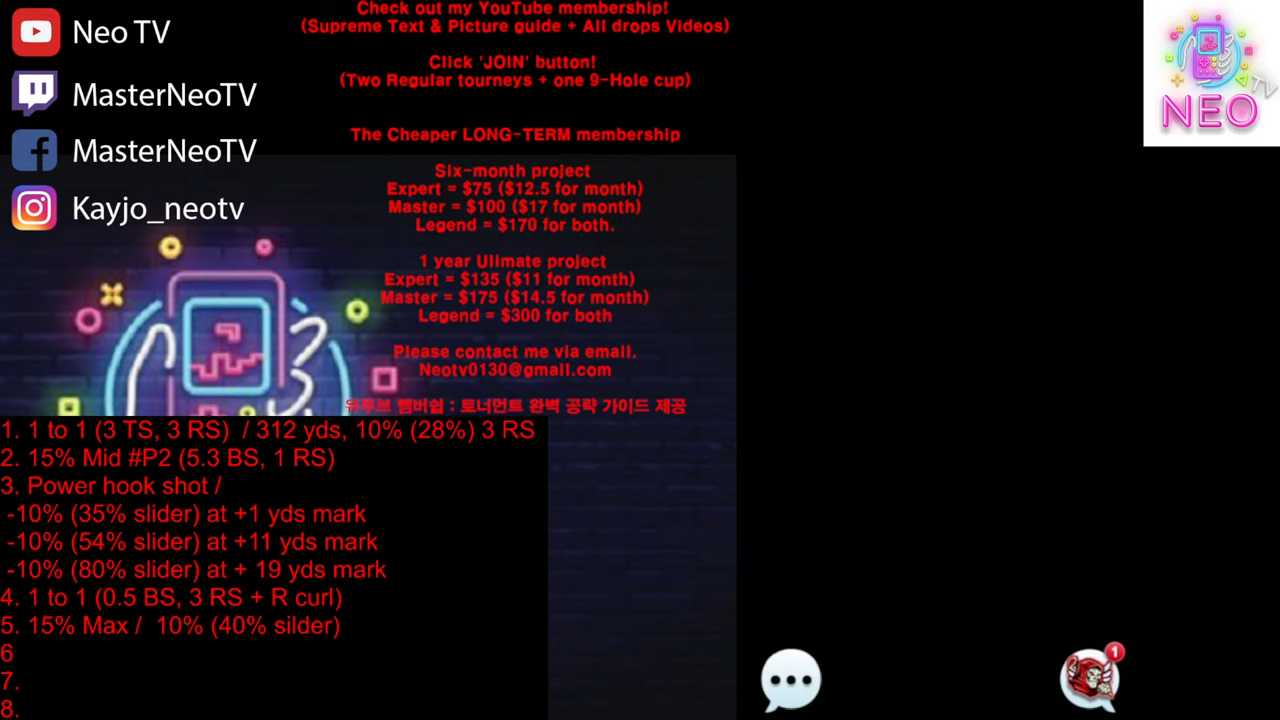 Neo TV
MasterNeoTV
MasterNeoTV
Kayjo_neotv
Check out my YouTube membership!
(Supreme Text & Picture guide + All drops Videos)
Click 'JOIN' button!
(Two Regular tourneys + one 9-Hole cup)
The Cheaper LONG-TERM membership
Six-month project
Expert = $75 ($12.5 for month)
Master = $100 ($17 for month)
Legend = $170 for both.
1 year Ulimate project
Expert = $135 ($11 for month)
Master = $175 ($14.5 for month)
Legend = $300 for both
Please contact me via email.
Neotv0130@gmail.com
유투브 멤버쉽 : 토너먼트 완벽 공략 가이드 제공
1. 1 to 1 (3 TS, 3 RS) / 312 yds, 10% (28%) 3 RS
2. 15% Mid #P2 (5.3 BS, 1 RS)
3. Power hook shot /
-10% (35% slider) at +1 yds mark
-10% (54% slider) at +11 yds mark
-10% (80% slider) at + 19 yds mark
4. 1 to 1 (0.5 BS, 3 RS + R curl)
5. 15% Max / 10% (40% silder)
6
7.
8.
NEO
TV
1